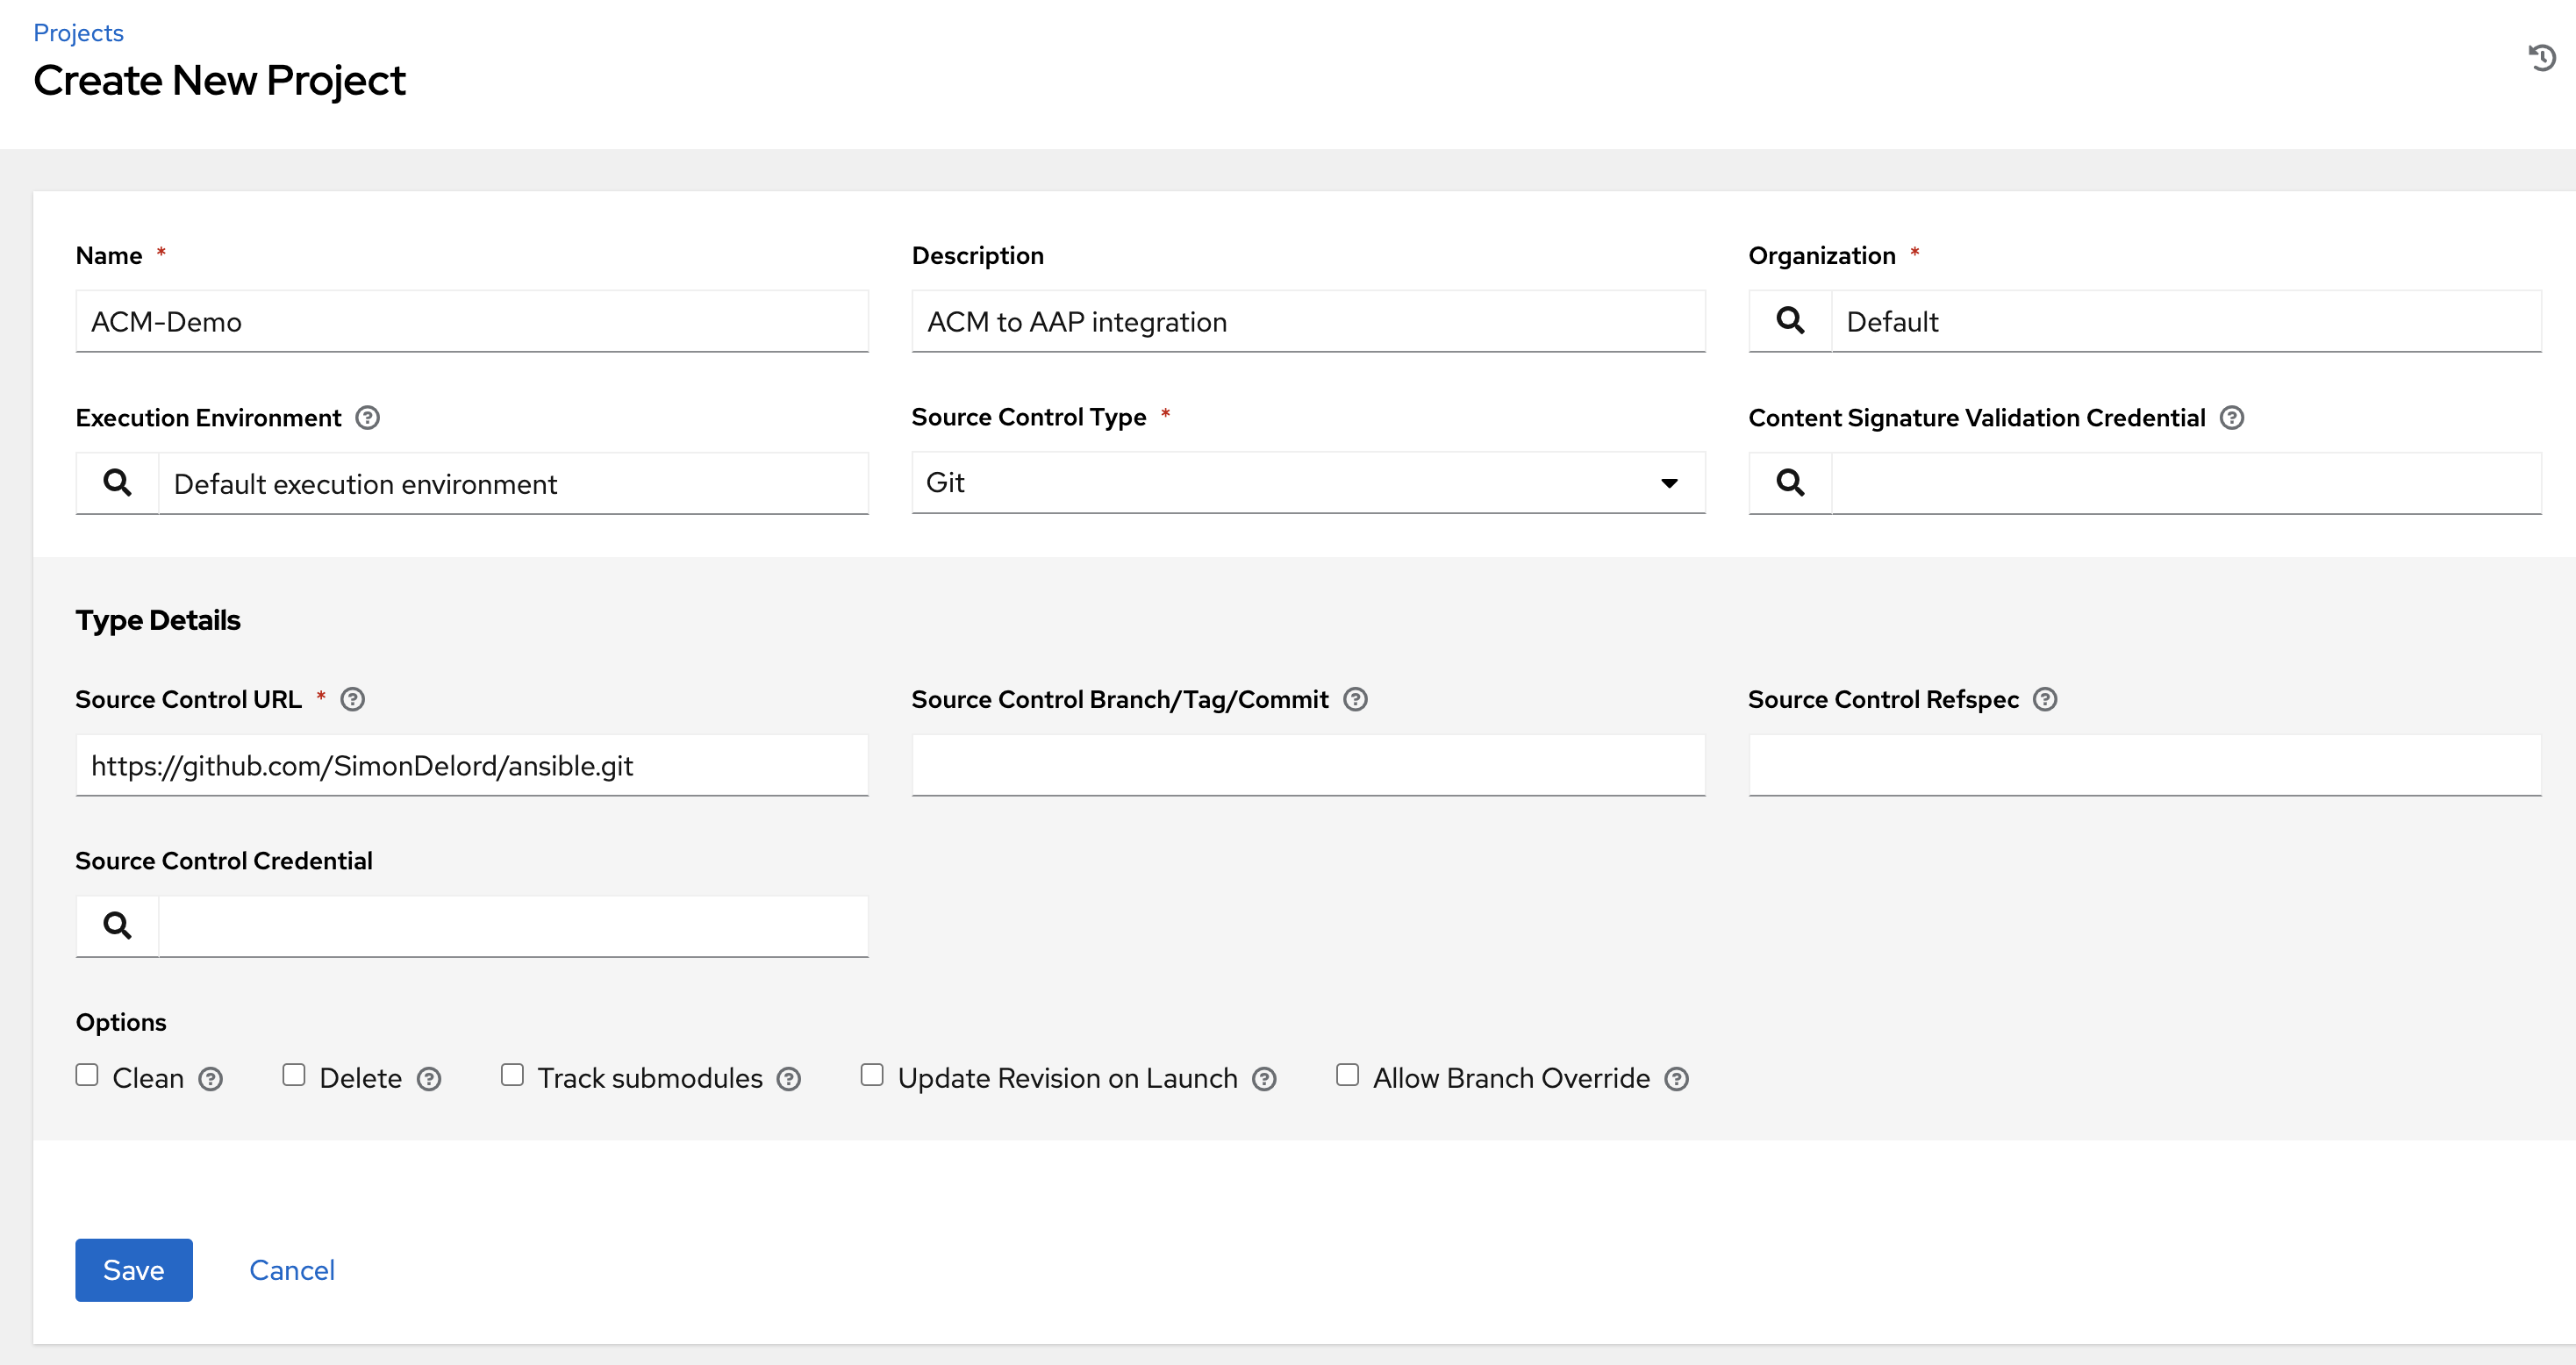 Projects
Create New Project
Name *
Description
Organization *
ACM-Demo
ACM to AAP integration
Default
Execution Environment ?
Source Control Type *
Content Signature Validation Credential ?
Default execution environment
Git
Type Details
Source Control URL * ?
Source Control Branch/Tag/Commit ?
Source Control Refspec ?
https://github.com/SimonDelord/ansible.git
Source Control Credential
Options
Clean ? Delete ? Track submodules ? Update Revision on Launch ? Allow Branch Override ?
Save Cancel